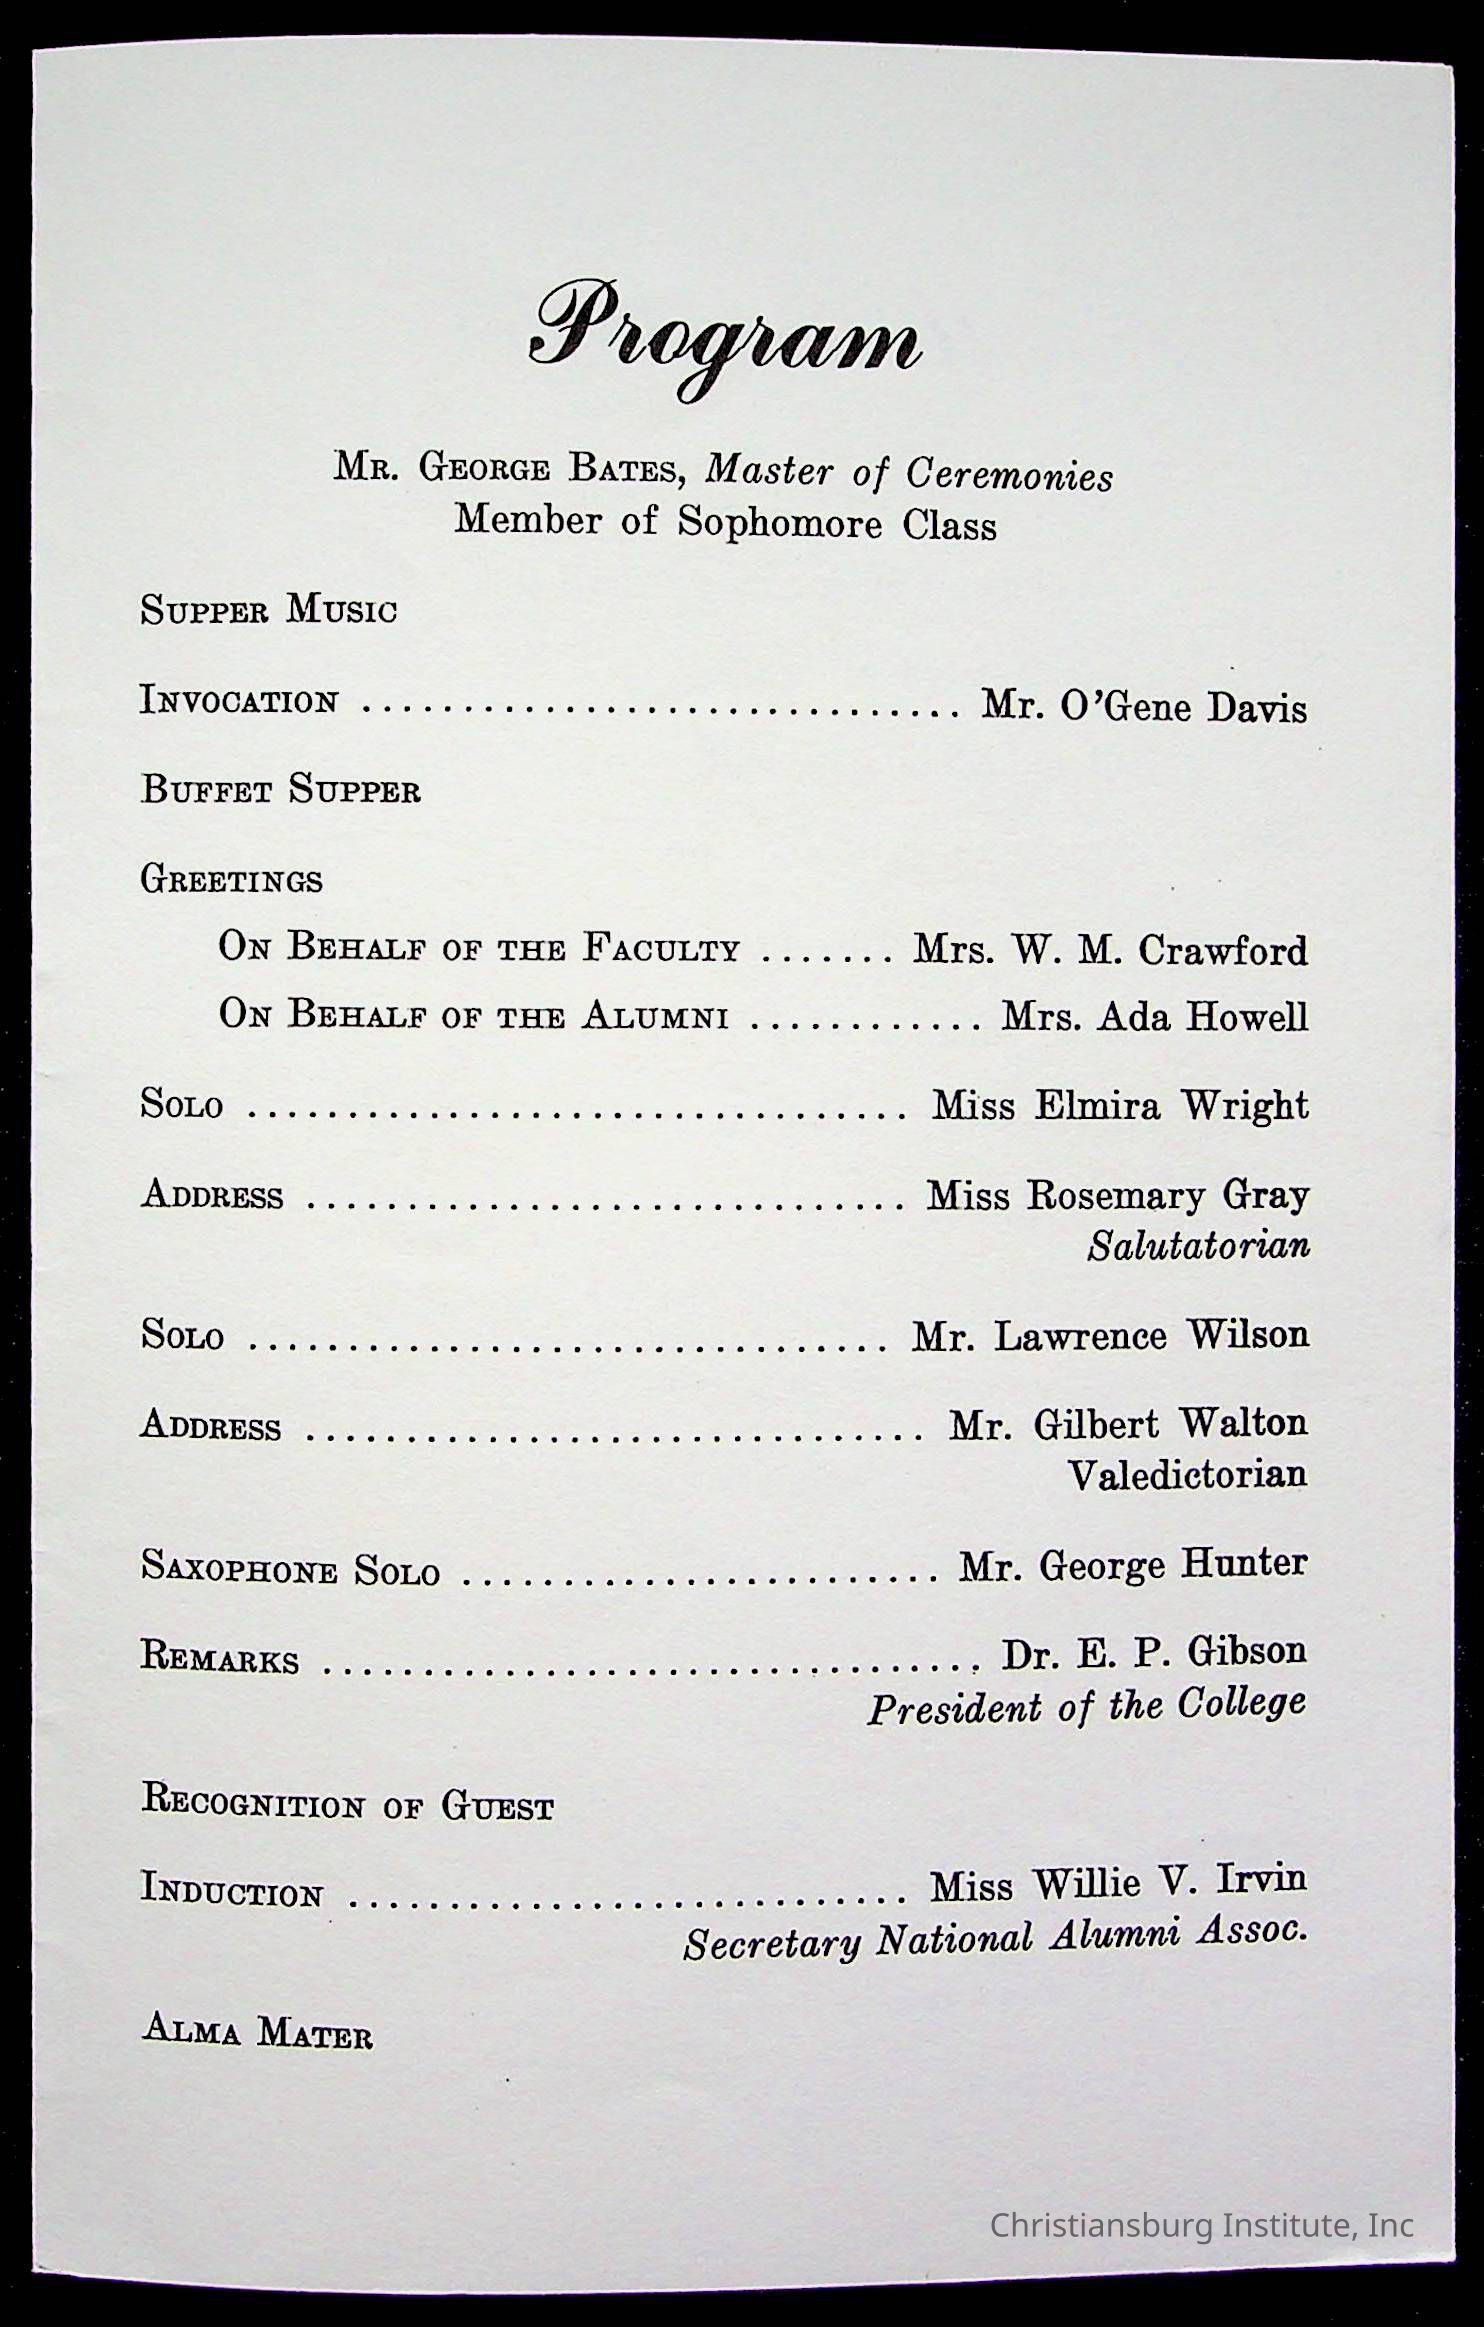 Program
Mr. George Bates, Master of Ceremonies
Member of Sophomore Class
Supper Music
Invocation ............................... Mr. O'Gene Davis
Buffet Supper
Greetings
On Behalf of the Faculty ....... Mrs. W. M. Crawford
On Behalf of the Alumni ............ Mrs. Ada Howell
Solo ................................. Miss Elmira Wright
Address .............................. Miss Rosemary Gray
Salutatorian
Solo ................................ Mr. Lawrence Wilson
Address ............................... Mr. Gilbert Walton
Valedictorian
Saxophone Solo ........................ Mr. George Hunter
Remarks ................................. Dr. E. P. Gibson
President of the College
Recognition of Guest
Induction ............................ Miss Willie V. Irvin
Secretary National Alumni Assoc.
Alma Mater
Christiansburg Institute, Inc